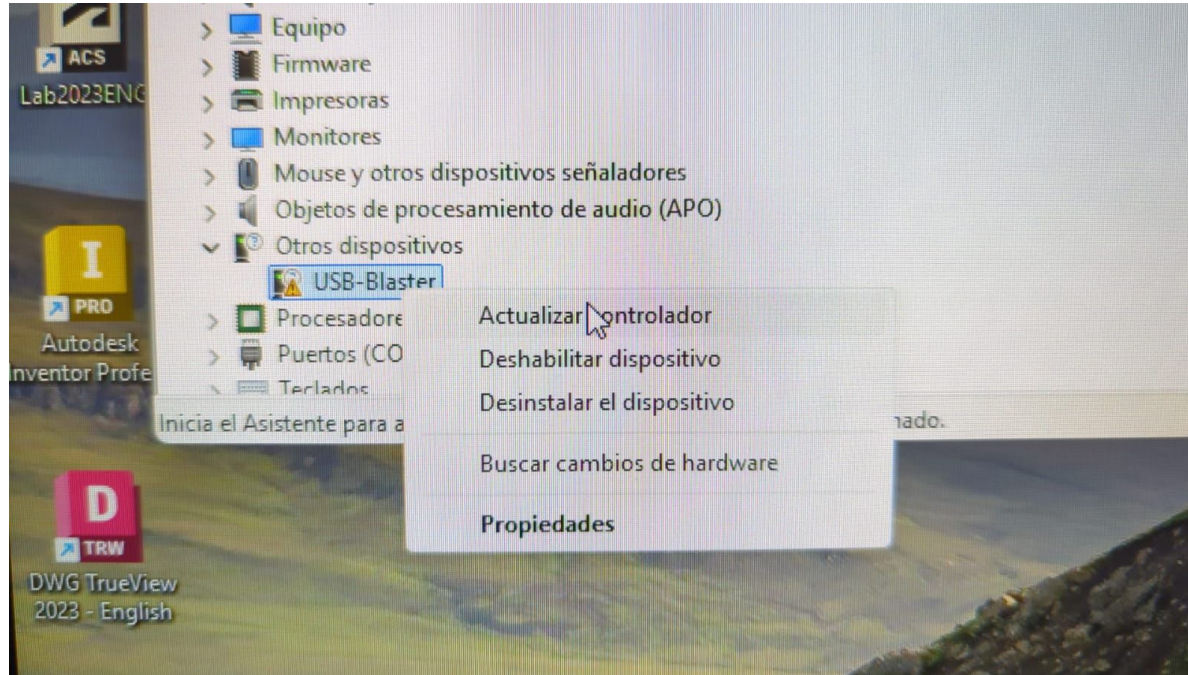 ACS
Lab2023ENG
Equipo
Firmware
Impresoras
Monitores
Mouse y otros dispositivos señaladores
Objetos de procesamiento de audio (APO)
Otros dispositivos
USB-Blaster
Procesadore
Puertos (CO
Teclados
Inicia el Asistente para a
nado.
Actualizar controlador
Deshabilitar dispositivo
Desinstalar el dispositivo
Buscar cambios de hardware
Propiedades
I
PRO
Autodesk
Inventor Profe
D
TRW
DWG TrueView
2023 - English